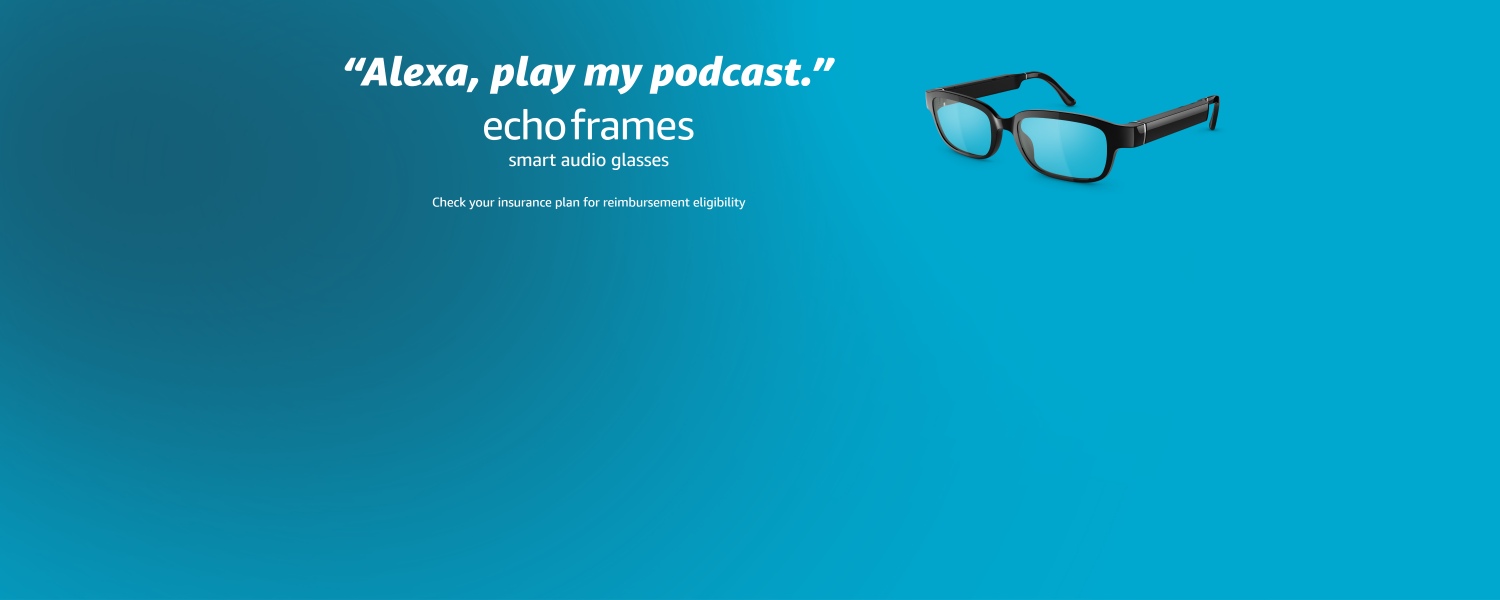 “Alexa, play my podcast.”
echo frames
smart audio glasses
Check your insurance plan for reimbursement eligibility